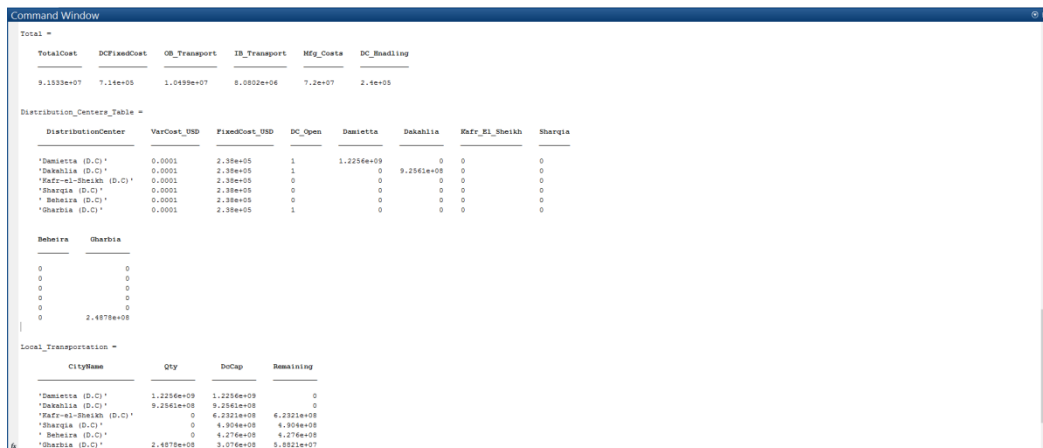 Command Window
Total =
TotalCost DCFixedCost OB_Transport IB_Transport Mfg_Costs DC_Hnadling
9.1533e+07 7.14e+05 1.0499e+07 8.0802e+06 7.2e+07 2.4e+05
Distribution_Centers_Table =
DistributionCenter VarCost_USD FixedCost_USD DC_Open Damietta Dakahlia Kafr_El_Sheikh Sharqia
'Damietta (D.C)' 0.0001 2.38e+05 1 1.2256e+09 0 0 0
'Dakahlia (D.C)' 0.0001 2.38e+05 1 0 9.2561e+08 0 0
'Kafr-el-Sheikh (D.C)' 0.0001 2.38e+05 0 0 0 0 0
'Sharqia (D.C)' 0.0001 2.38e+05 0 0 0 0 0
' Beheira (D.C)' 0.0001 2.38e+05 0 0 0 0 0
'Gharbia (D.C)' 0.0001 2.38e+05 1 0 0 0 0
Beheira Gharbia
0 0
0 0
0 0
0 0
0 0
0 2.4878e+08
Local_Transportation =
CityName Qty DcCap Remaining
'Damietta (D.C)' 1.2256e+09 1.2256e+09 0
'Dakahlia (D.C)' 9.2561e+08 9.2561e+08 0
'Kafr-el-Sheikh (D.C)' 0 6.2321e+08 6.2321e+08
'Sharqia (D.C)' 0 4.904e+08 4.904e+08
' Beheira (D.C)' 0 4.276e+08 4.276e+08
fx 'Gharbia (D.C)' 2.4878e+08 3.076e+08 5.8821e+07